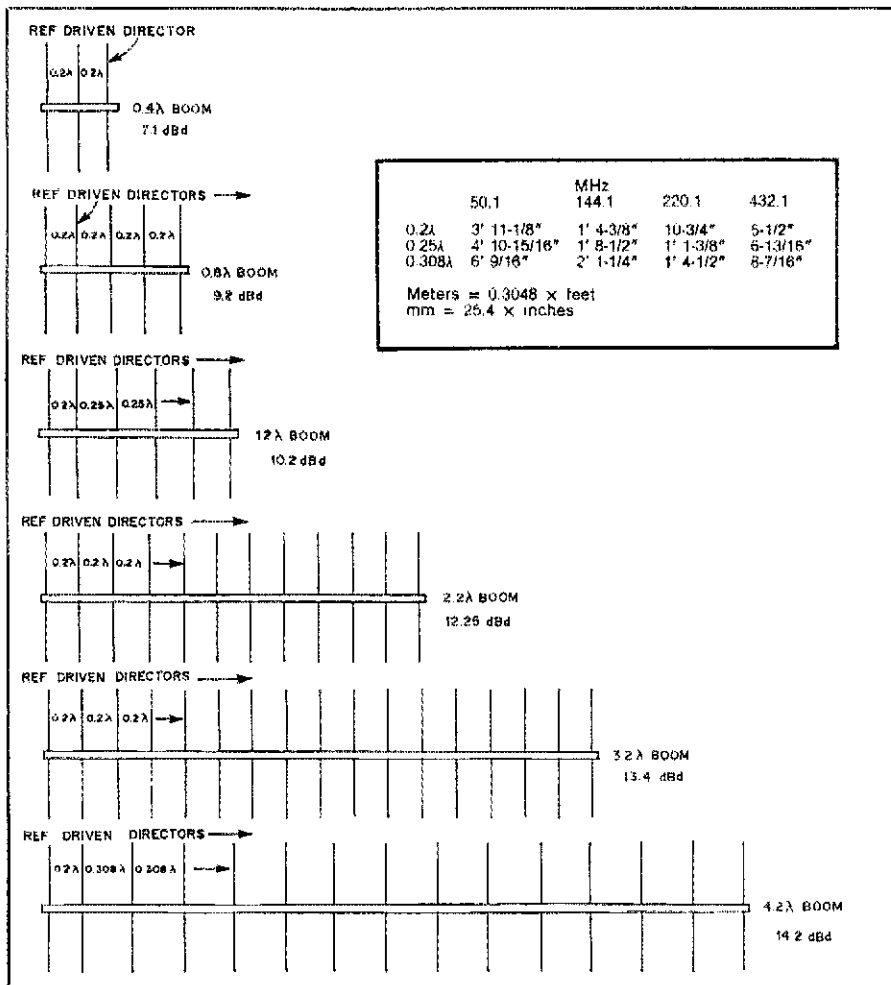 REF DRIVEN DIRECTOR
0.2λ 0.2λ
0.4λ BOOM
7.1 dBd
REF DRIVEN DIRECTORS
0.2λ 0.2λ 0.2λ 0.2λ
0.8λ BOOM
9.2 dBd
MHz
50.1 144.1 220.1 432.1
0.2λ 3' 11-1/8" 1' 4-3/8" 10-3/4" 5-1/2"
0.25λ 4' 10-15/16" 1' 8-1/2" 1' 1-3/8" 6-13/16"
0.308λ 6' 9/16" 2' 1-1/4" 1' 4-1/2" 8-7/16"
Meters = 0.3048 × feet
mm = 25.4 × inches
REF DRIVEN DIRECTORS
0.2λ 0.25λ 0.25λ
1.2λ BOOM
10.2 dBd
REF DRIVEN DIRECTORS
0.2λ 0.2λ 0.2λ
2.2λ BOOM
12.25 dBd
REF DRIVEN DIRECTORS
0.2λ 0.2λ 0.2λ
3.2λ BOOM
13.4 dBd
REF DRIVEN DIRECTORS
0.2λ 0.308λ 0.308λ
4.2λ BOOM
14.2 dBd